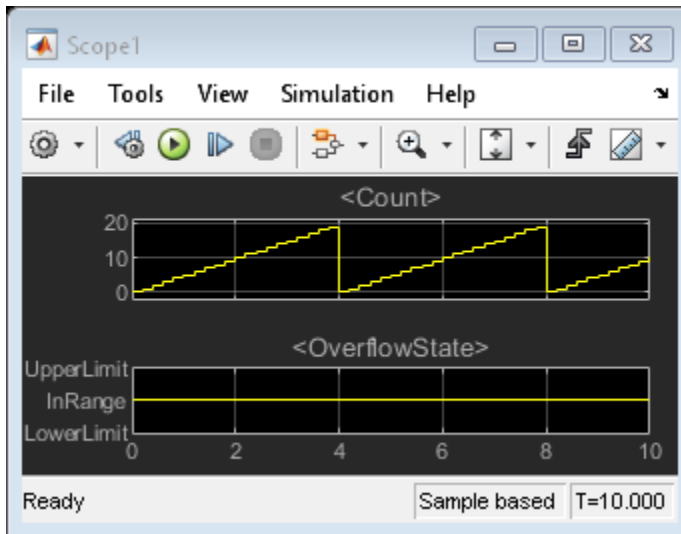 Scope1
File Tools View Simulation Help
<Count>
20
10
0
<OverflowState>
UpperLimit
InRange
LowerLimit
0 2 4 6 8 10
Ready Sample based T=10.000